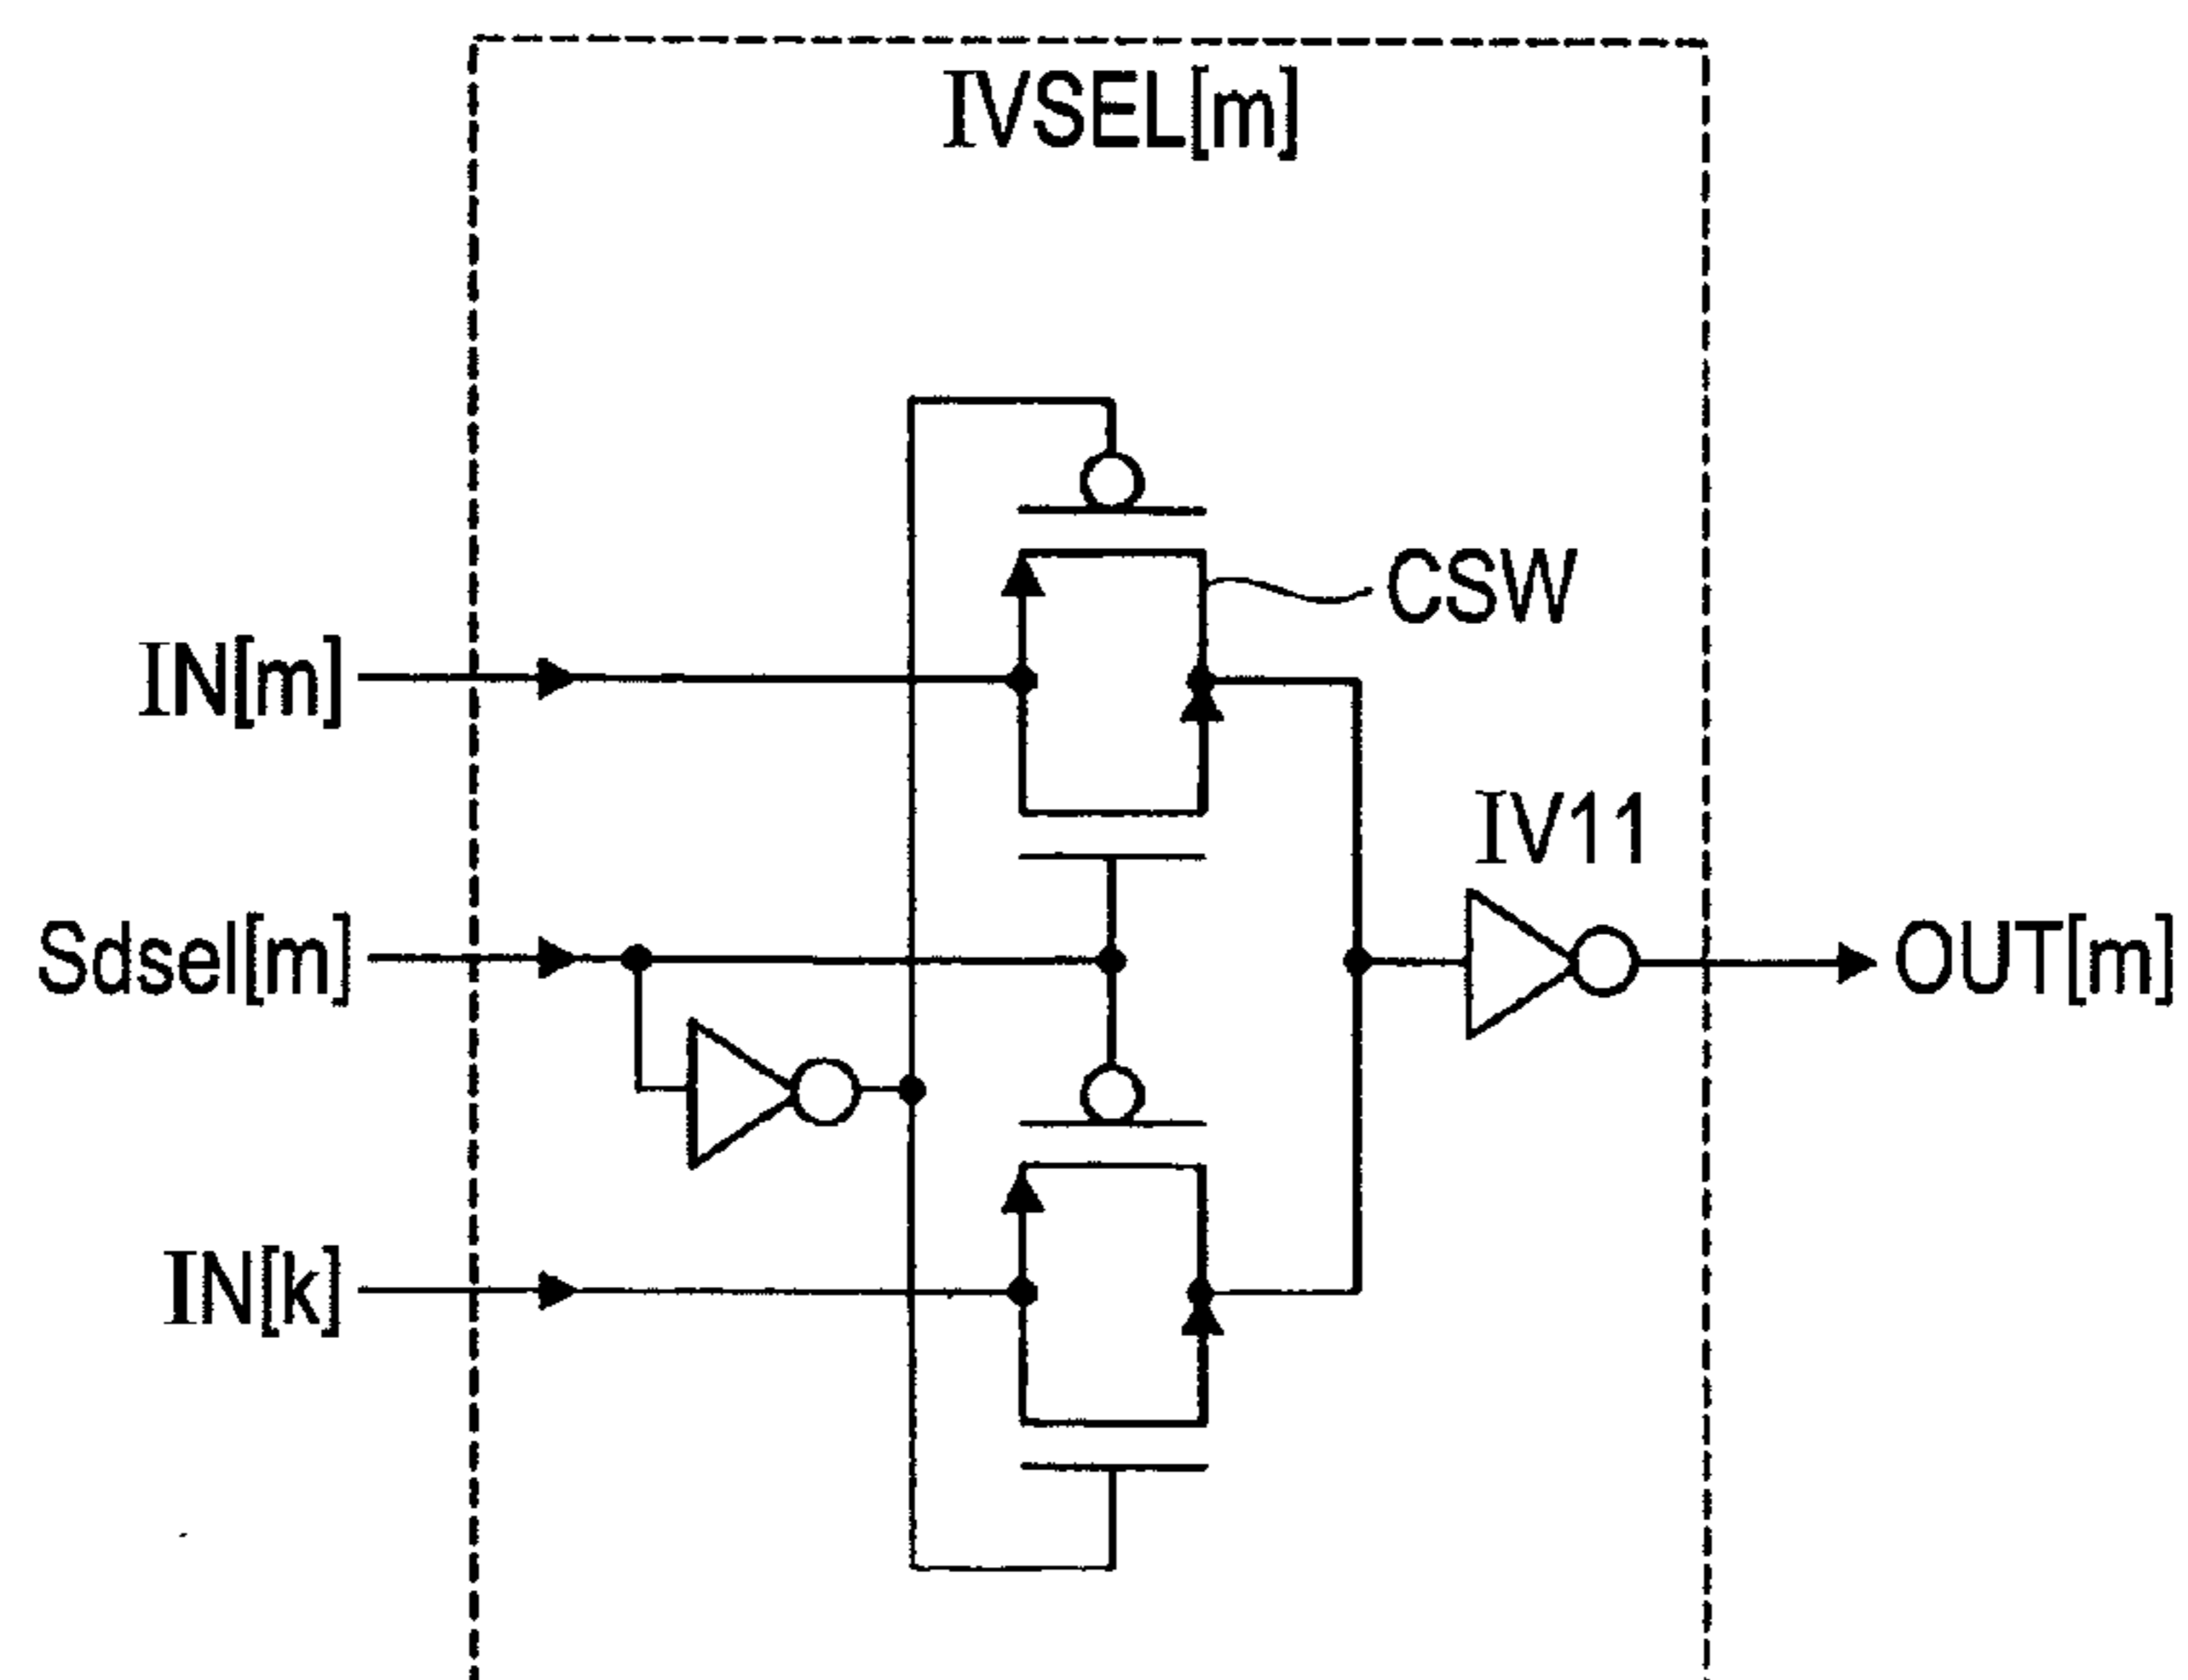 IVSEL[m]
CSW
IN[m]
IV11
Sdsel[m]
OUT[m]
IN[k]